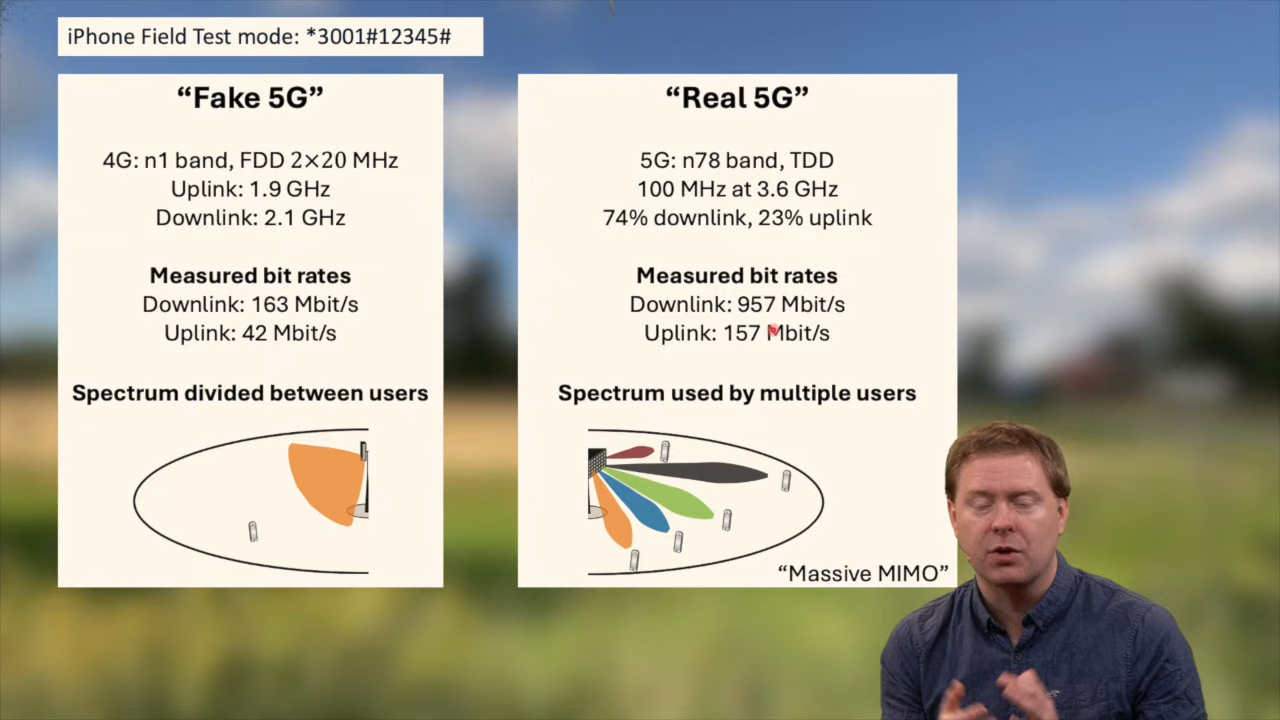 iPhone Field Test mode: *3001#12345#
“Fake 5G”
4G: n1 band, FDD 2×20 MHz
Uplink: 1.9 GHz
Downlink: 2.1 GHz
Measured bit rates
Downlink: 163 Mbit/s
Uplink: 42 Mbit/s
Spectrum divided between users
“Real 5G”
5G: n78 band, TDD
100 MHz at 3.6 GHz
74% downlink, 23% uplink
Measured bit rates
Downlink: 957 Mbit/s
Uplink: 157 Mbit/s
Spectrum used by multiple users
“Massive MIMO”